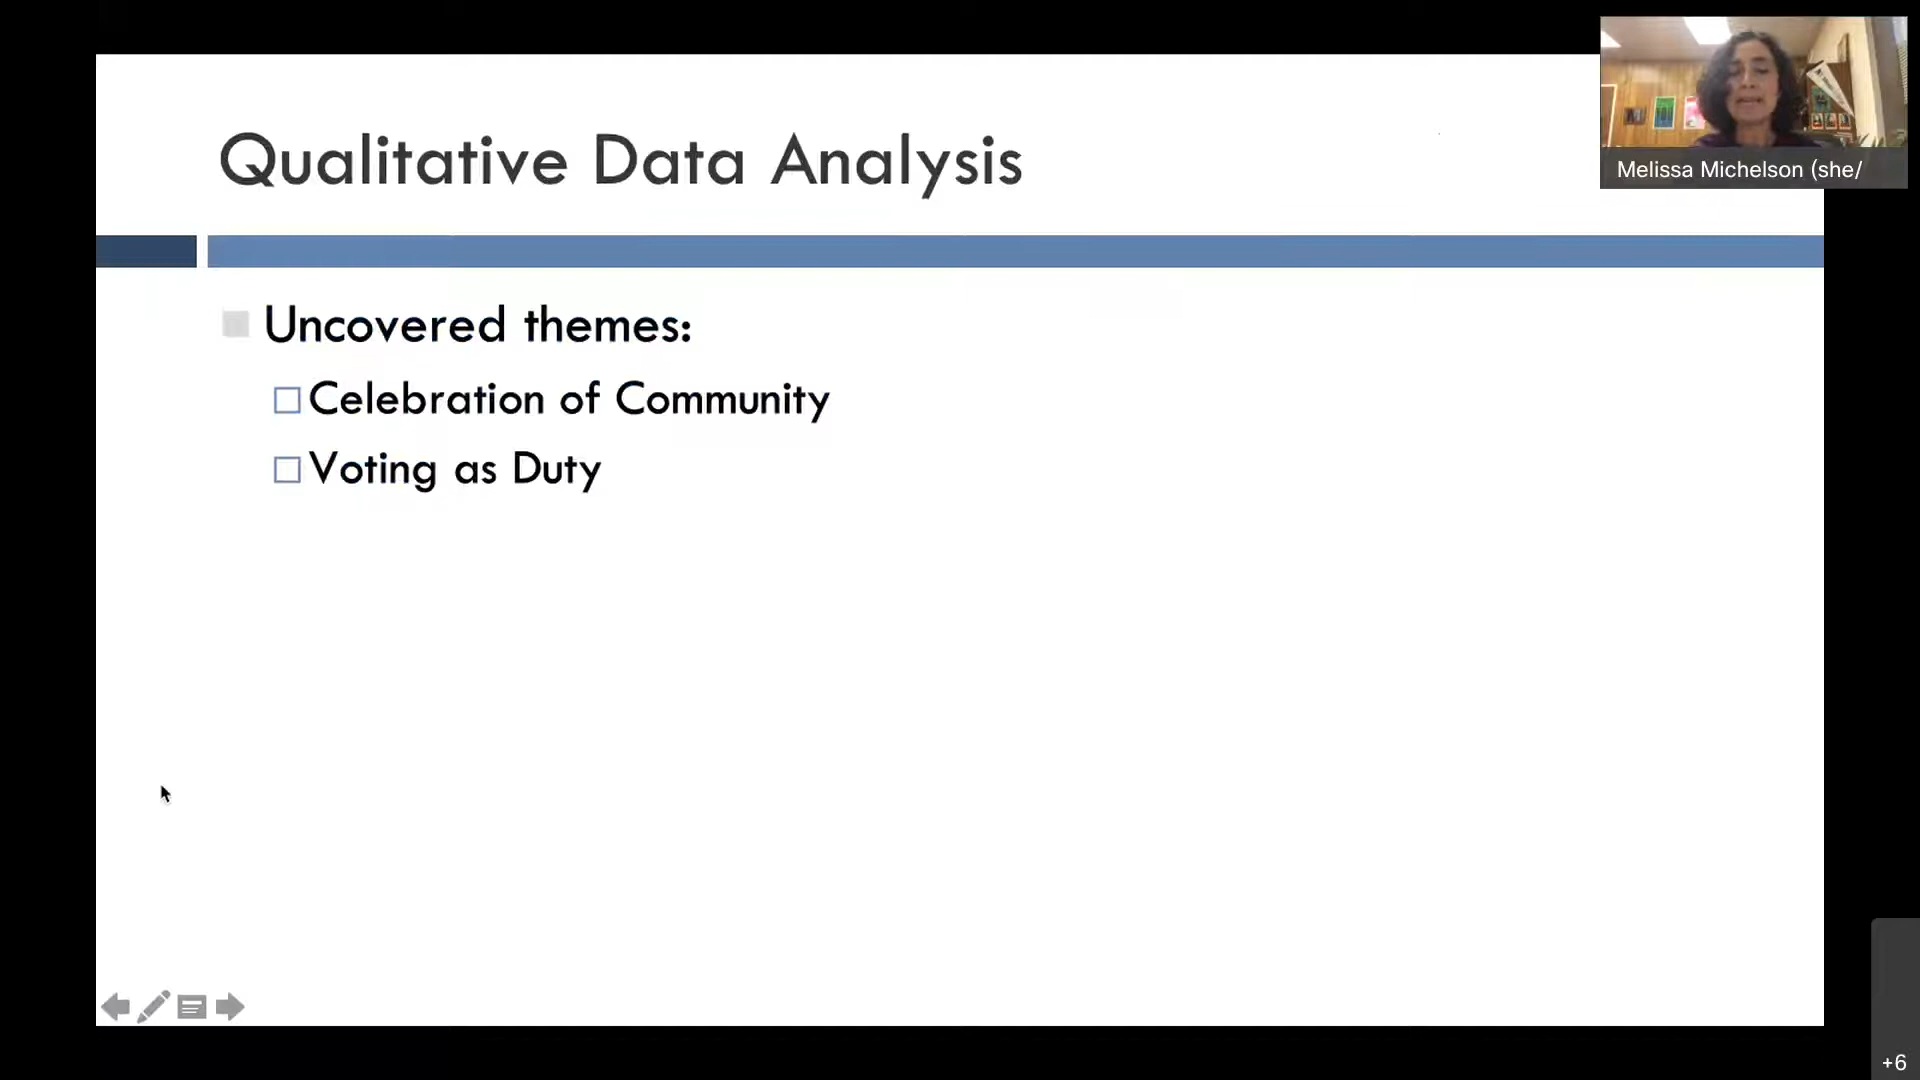 Qualitative Data Analysis
Melissa Michelson (she/
Uncovered themes:
Celebration of Community
Voting as Duty
+6